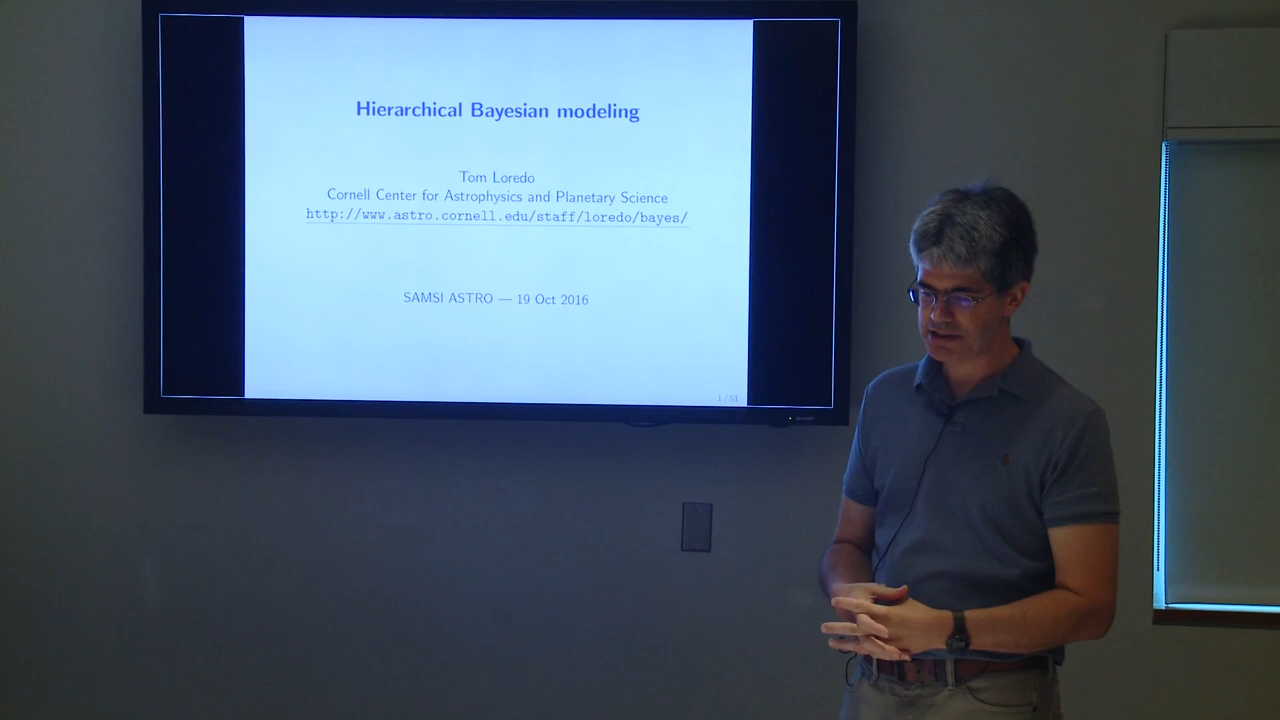 Hierarchical Bayesian modeling
Tom Loredo
Cornell Center for Astrophysics and Planetary Science
http://www.astro.cornell.edu/staff/loredo/bayes/
SAMSI ASTRO — 19 Oct 2016
1 / 51